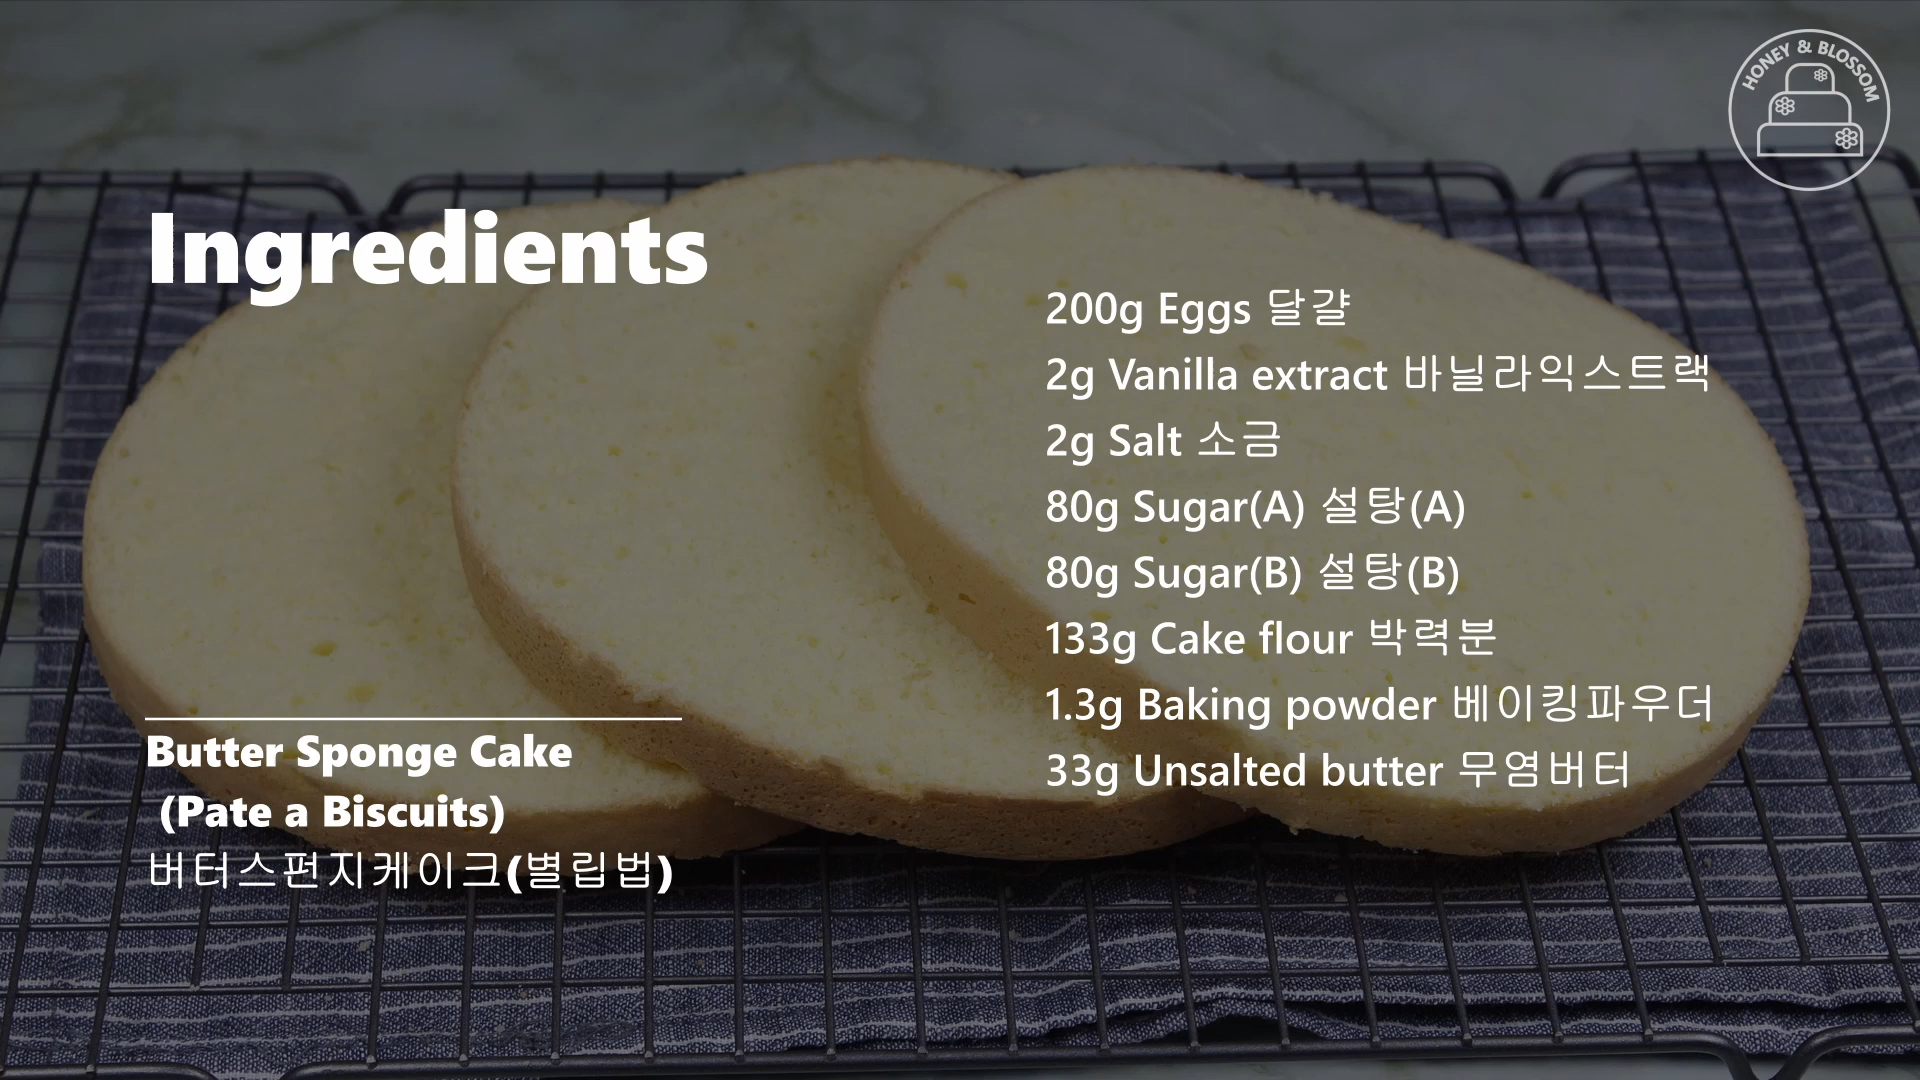 HONEY & BLOSSOM
Ingredients
200g Eggs 달걀
2g Vanilla extract 바닐라익스트랙
2g Salt 소금
80g Sugar(A) 설탕(A)
80g Sugar(B) 설탕(B)
133g Cake flour 박력분
1.3g Baking powder 베이킹파우더
33g Unsalted butter 무염버터
Butter Sponge Cake
(Pate a Biscuits)
버터스펀지케이크(별립법)